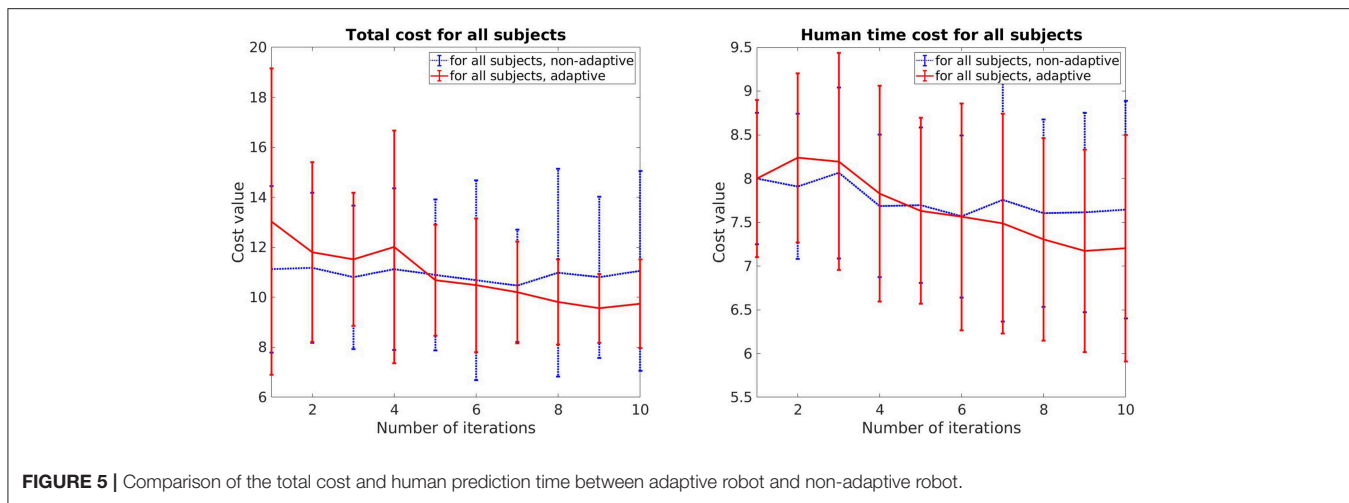 Total cost for all subjects
20
18
16
14
12
10
8
6
Cost value
for all subjects, non-adaptive
for all subjects, adaptive
2 4 6 8 10
Number of iterations
Human time cost for all subjects
9.5
9
8.5
8
7.5
7
6.5
6
5.5
Cost value
for all subjects, non-adaptive
for all subjects, adaptive
2 4 6 8 10
Number of iterations
FIGURE 5 | Comparison of the total cost and human prediction time between adaptive robot and non-adaptive robot.